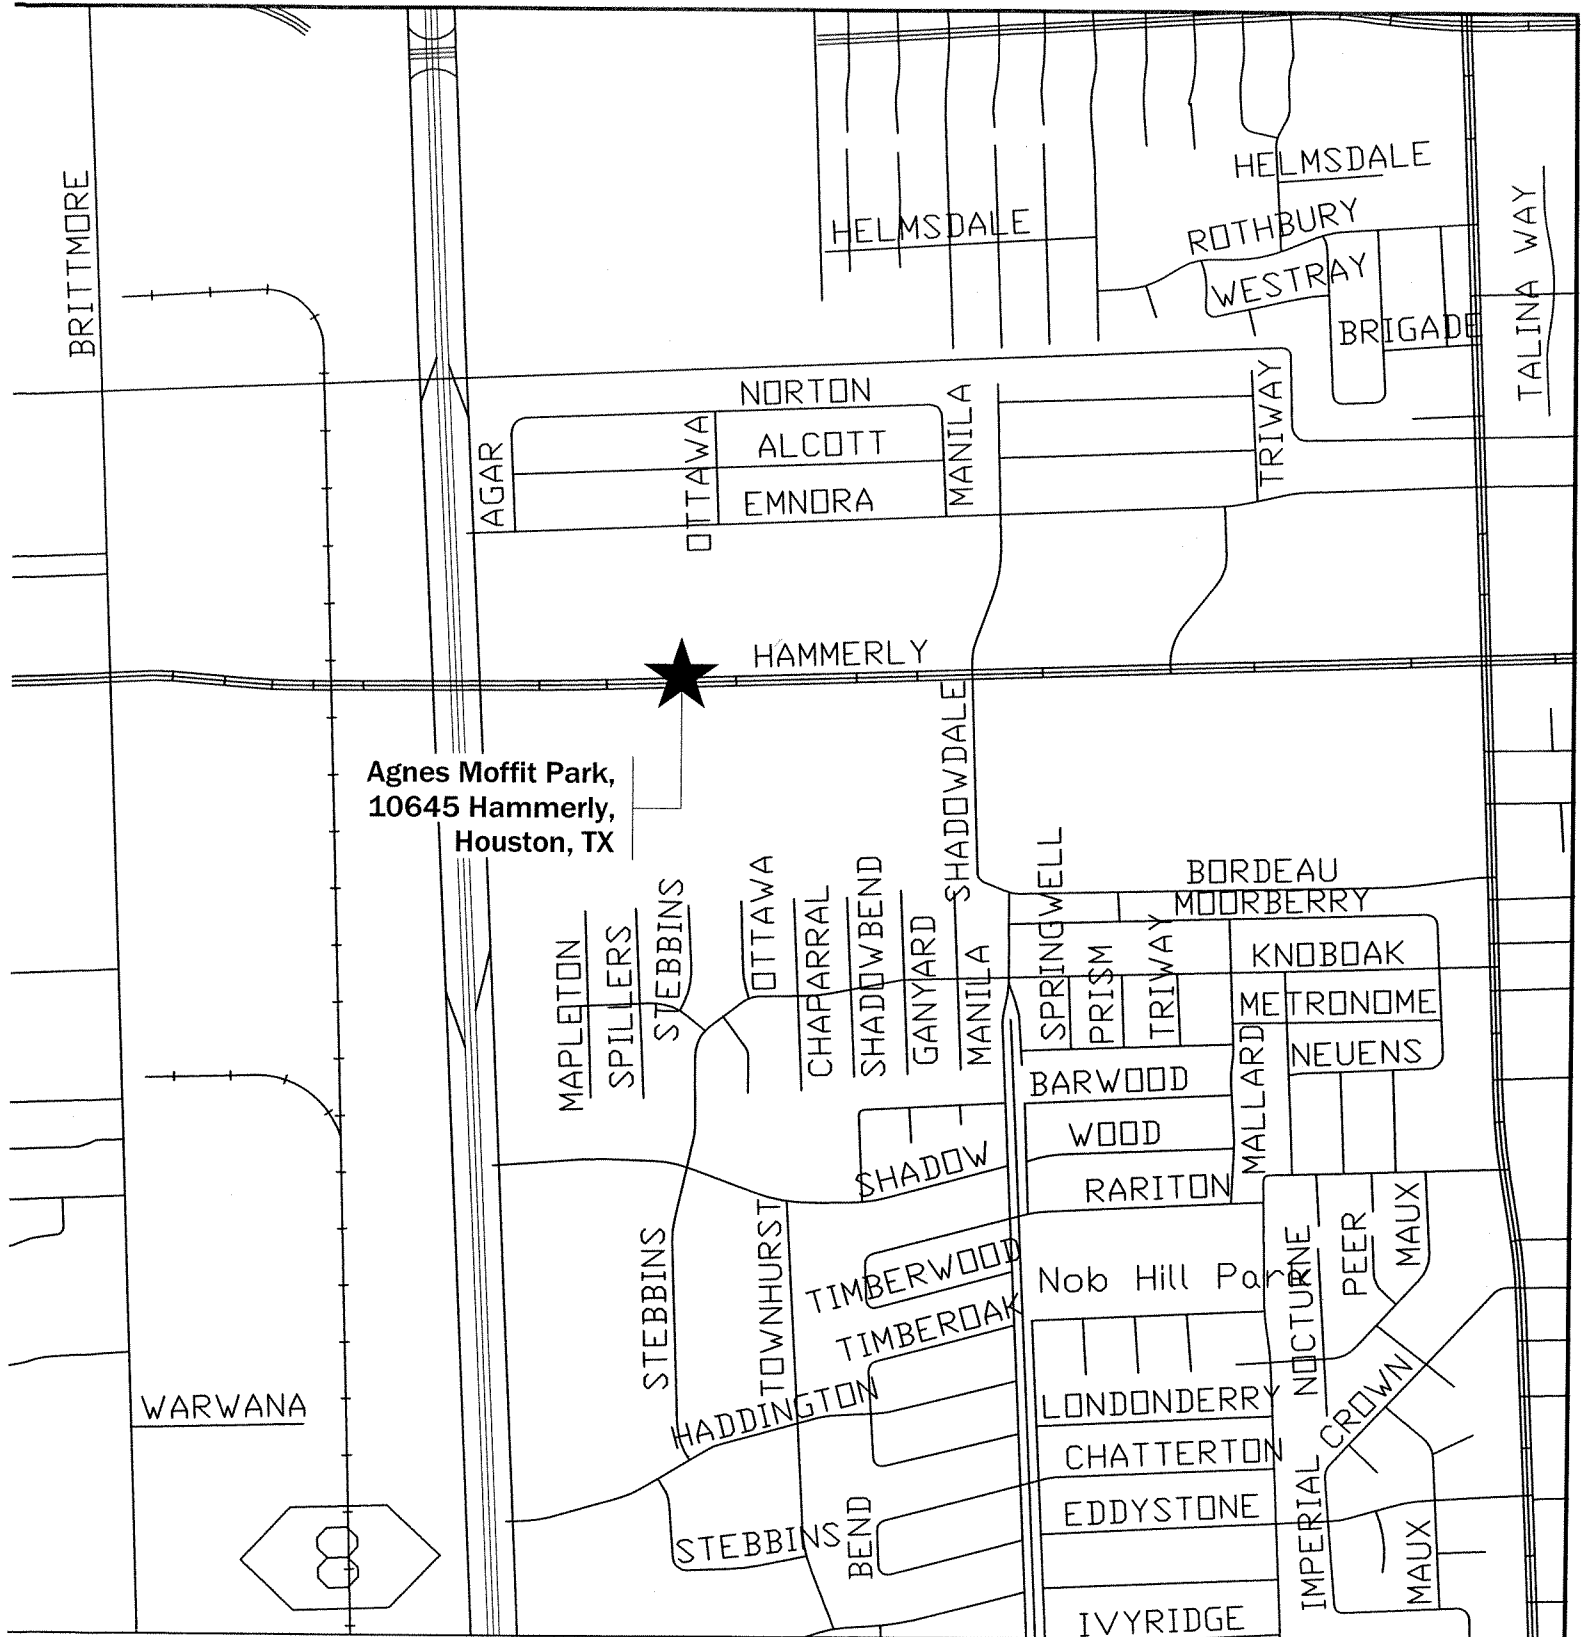 HELMSDALE
BRITTMORE
TALINA WAY
ROTHBURY
HELMSDALE
WESTRAY
BRIGADE
NORTON
TRIWAY
MANILA
OTTAWA
ALCOTT
AGAR
EMNORA
HAMMERLY
SHADOWDALE
Agnes Moffit Park,
10645 Hammerly,
Houston, TX
SPRINGWELL
BORDEAU
MOORBERRY
STEBBINS
OTTAWA
CHAPARRAL
SHADOWBEND
GANYARD
MANILA
MAPLETON
SPILLERS
PRISM
TRIWAY
KNOBOAK
METRONOME
NEUENS
MALLARD
BARWOOD
WOOD
SHADOW
RARITON
MAUX
PEER
NOCTURNE
STEBBINS
TOWNHURST
TIMBERWOOD
Nob Hill Park
TIMBEROAK
CROWN
HADDINGTON
LONDONDERRY
WARWANA
CHATTERTON
IMPERIAL
EDDYSTONE
BEND
STEBBINS
MAUX
8
IVYRIDGE